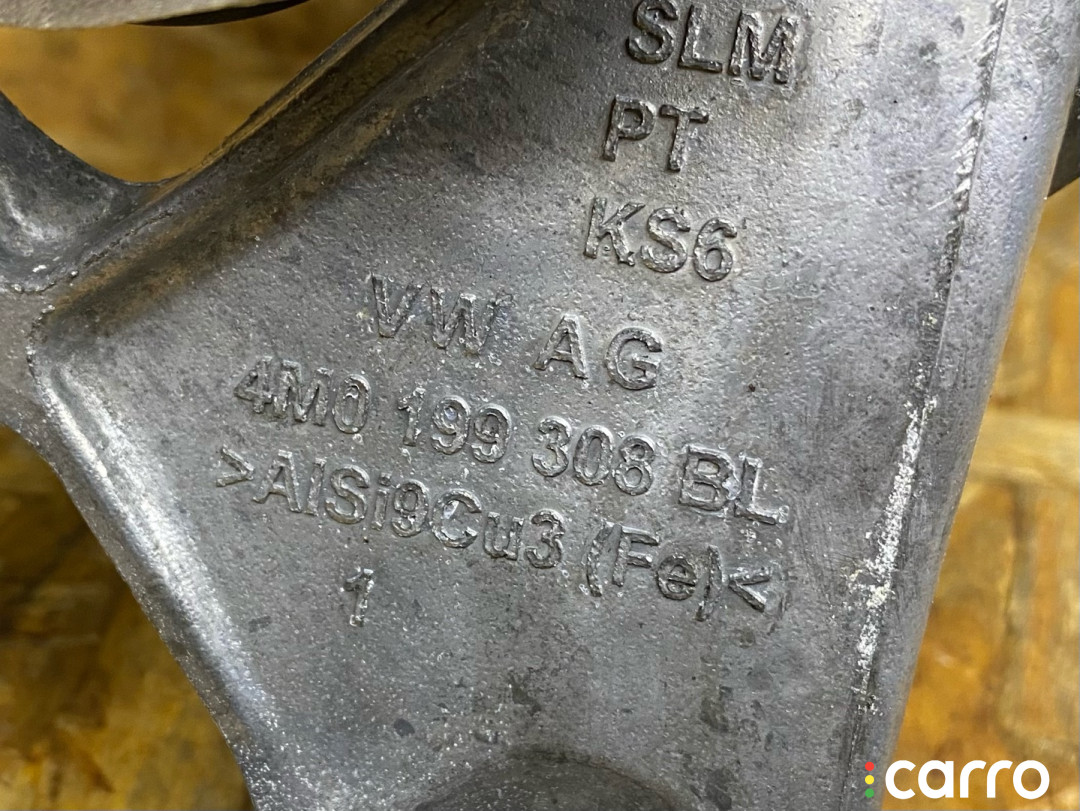 SLM
PT
KS6
VW AG
4M0 199 308 BL
>AlSi9Cu3 (Fe)<
1
carro